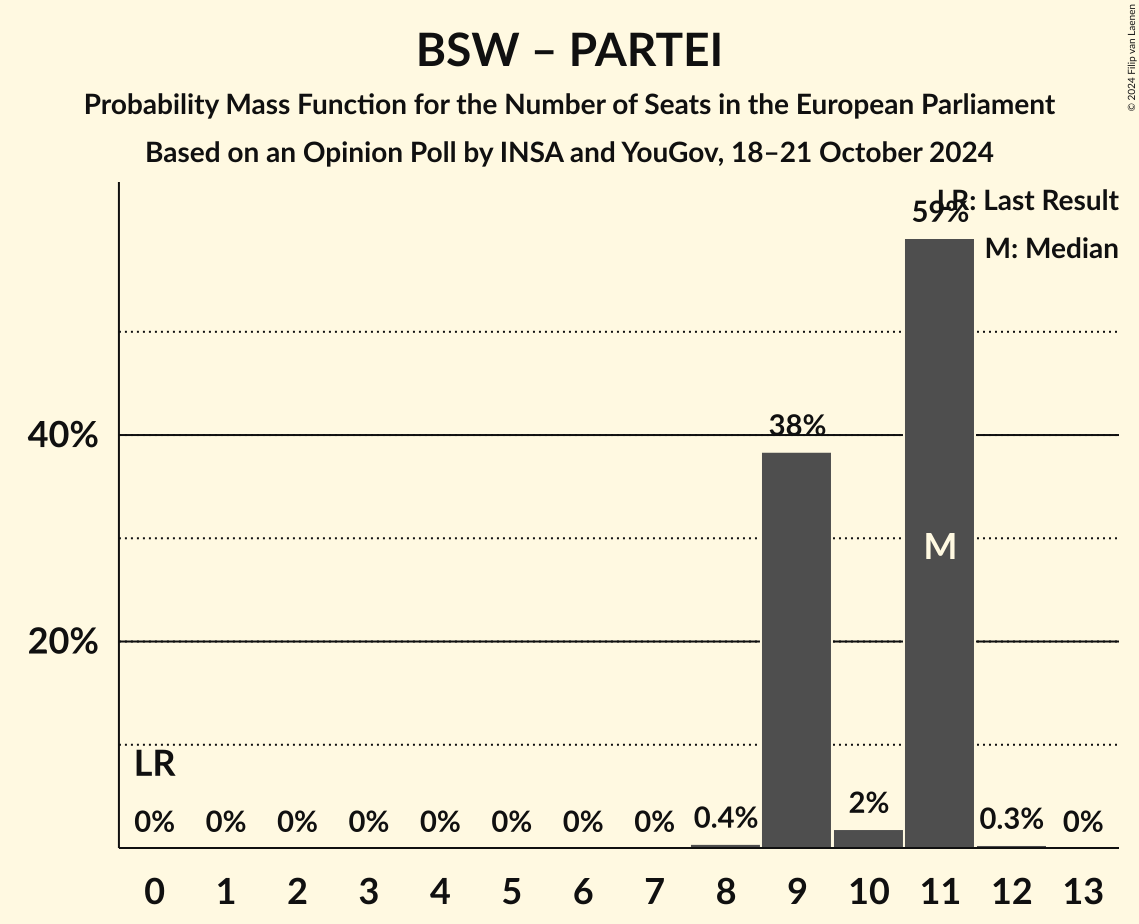 BSW – PARTEI
Probability Mass Function for the Number of Seats in the European Parliament
Based on an Opinion Poll by INSA and YouGov, 18–21 October 2024
© 2024 Filip van Laenen
LR: Last Result
M: Median
59%
38%
40%
M
20%
LR
0% 0% 0% 0% 0% 0% 0% 0% 0.4% 2% 0.3% 0%
0 1 2 3 4 5 6 7 8 9 10 11 12 13